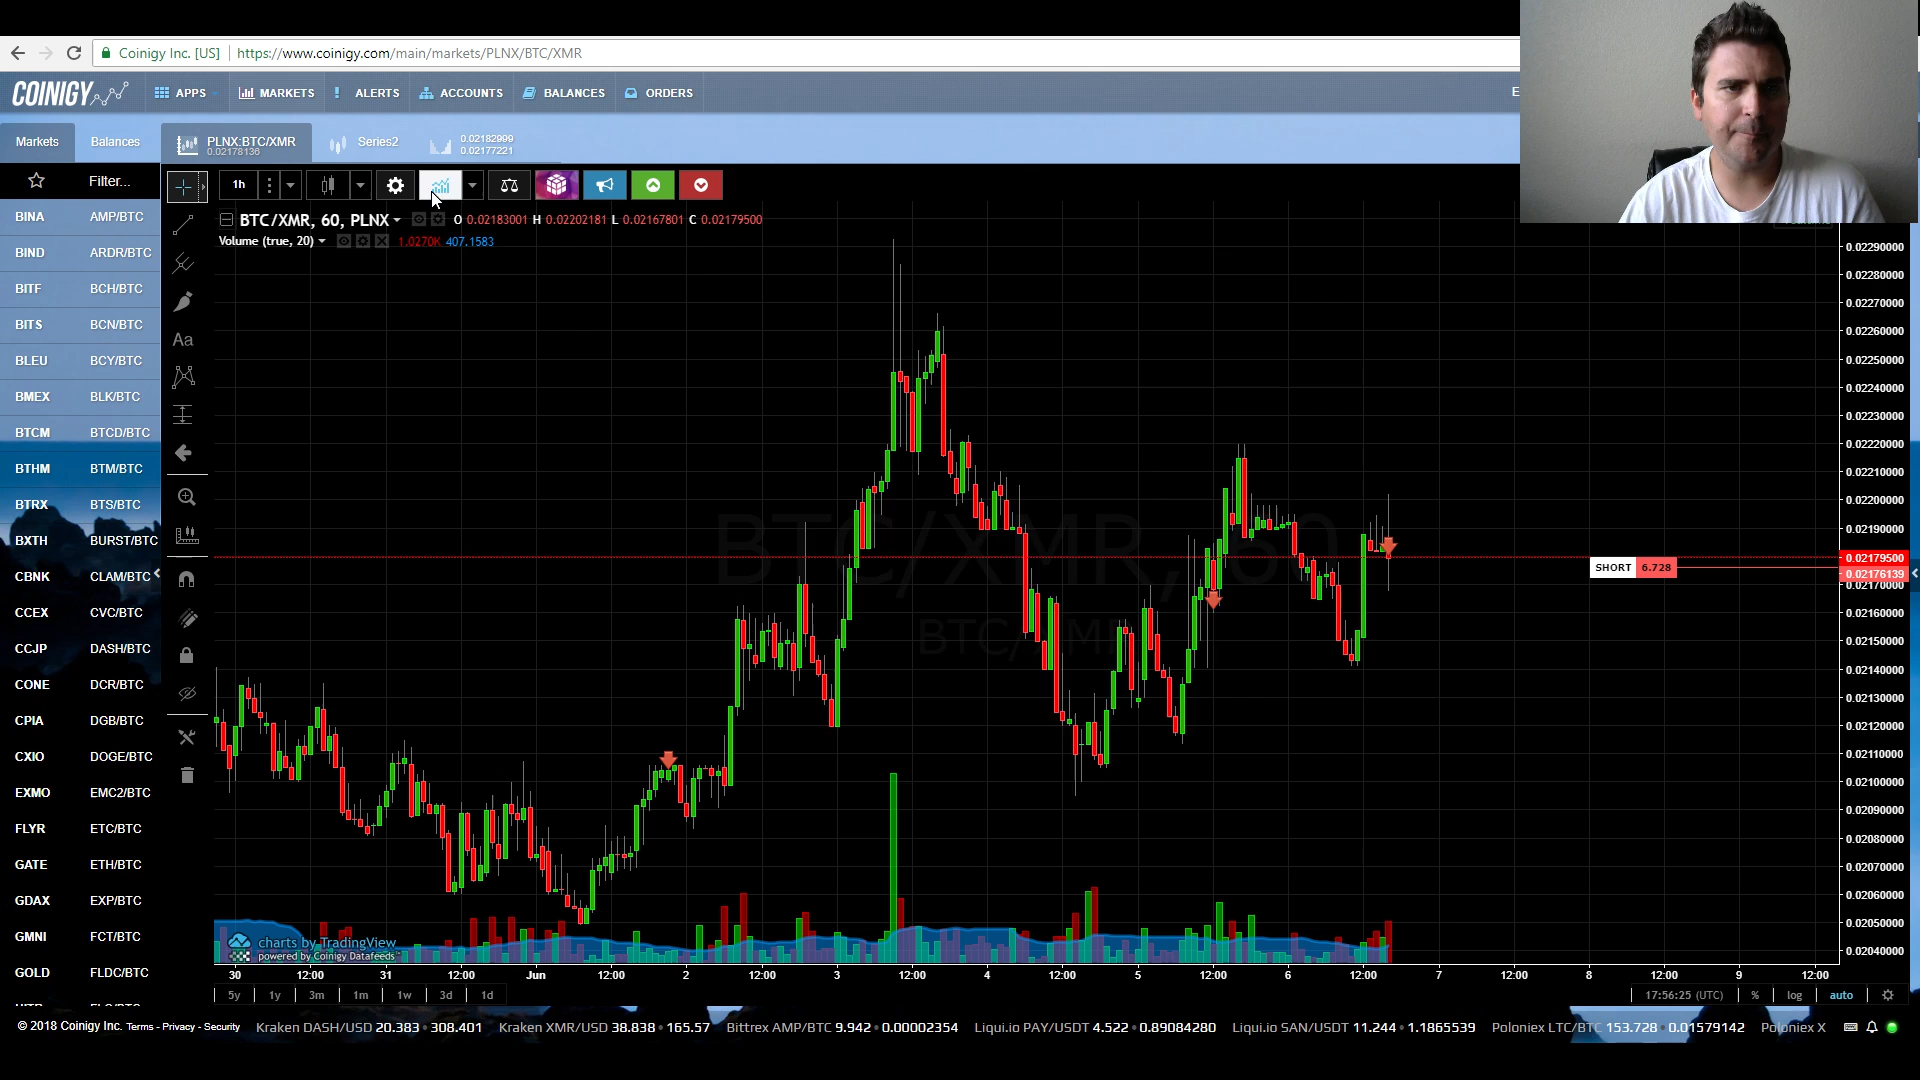 Coinigy Inc. [US] https://www.coinigy.com/main/markets/PLNX/BTC/XMR
COINIGY APPS MARKETS ALERTS ACCOUNTS BALANCES ORDERS E
Markets Balances PLNX:BTC/XMR Series2 0.02182999
0.02178136 0.02177221
Filter... 1h
BTC/XMR, 60, PLNX O 0.02183001 H 0.02202181 L 0.02167801 C 0.02179500
Volume (true, 20) 1.0270K 407.1583
BINA AMP/BTC
BIND ARDR/BTC
BITF BCH/BTC
BITS BCN/BTC
BLEU BCY/BTC
BMEX BLK/BTC
BTCM BTCD/BTC
BTHM BTM/BTC
BTRX BTS/BTC
BXTH BURST/BTC
CBNK CLAM/BTC
CCEX CVC/BTC
CCJP DASH/BTC
CONE DCR/BTC
CPIA DGB/BTC
CXIO DOGE/BTC
EXMO EMC2/BTC
FLYR ETC/BTC
GATE ETH/BTC
GDAX EXP/BTC
GMNI FCT/BTC
GOLD FLDC/BTC
Aa
BTC/XMR, 60
BTC/XMR
SHORT 6.728
0.02290000
0.02280000
0.02270000
0.02260000
0.02250000
0.02240000
0.02230000
0.02220000
0.02210000
0.02200000
0.02190000
0.02179500
0.02176139
0.02170000
0.02160000
0.02150000
0.02140000
0.02130000
0.02120000
0.02110000
0.02100000
0.02090000
0.02080000
0.02070000
0.02060000
0.02050000
0.02040000
charts by TradingView
powered by Coinigy Datafeeds
30 12:00 31 12:00 Jun 12:00 2 12:00 3 12:00 4 12:00 5 12:00 6 12:00 7 12:00 8 12:00 9 12:00
5y 1y 3m 1m 1w 3d 1d 17:56:25 (UTC) % log auto
© 2018 Coinigy Inc. Terms - Privacy - Security Kraken DASH/USD 20.383 • 308.401 Kraken XMR/USD 38.838 • 165.57 Bittrex AMP/BTC 9.942 • 0.00002354 Liqui.io PAY/USDT 4.522 • 0.89084280 Liqui.io SAN/USDT 11.244 • 1.1865539 Poloniex LTC/BTC 153.728 • 0.01579142 Poloniex X